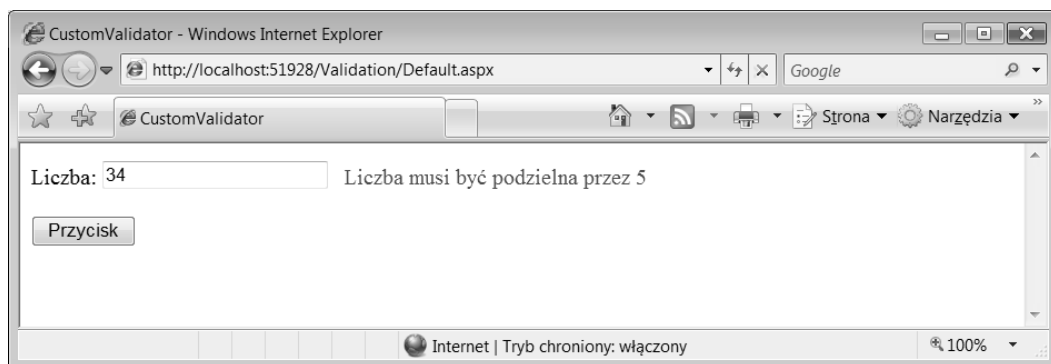 CustomValidator - Windows Internet Explorer
http://localhost:51928/Validation/Default.aspx
Google
CustomValidator
Strona
Narzędzia
Liczba: 34 Liczba musi być podzielna przez 5
Przycisk
Internet | Tryb chroniony: włączony
100%